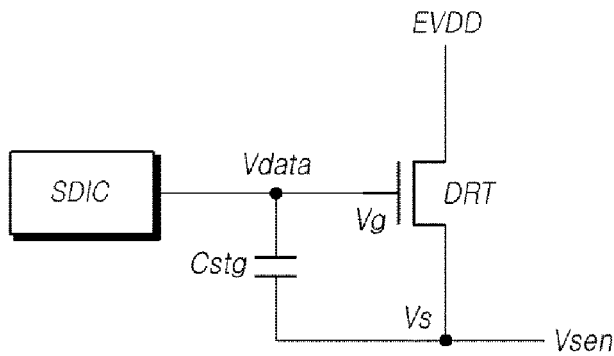 EVDD
SDIC
Vdata
DRT
Vg
Cstg
Vs
Vsen